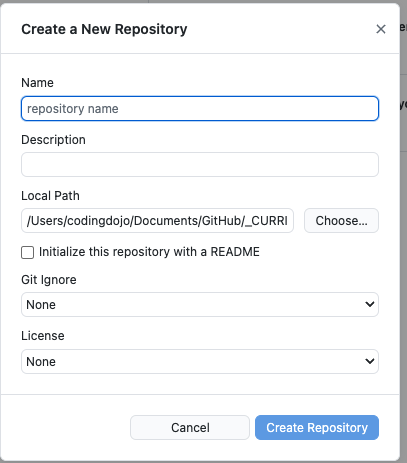 Create a New Repository
Name
repository name
Description
Local Path
/Users/codingdojo/Documents/GitHub/_CURRI
Choose...
Initialize this repository with a README
Git Ignore
None
License
None
Cancel
Create Repository